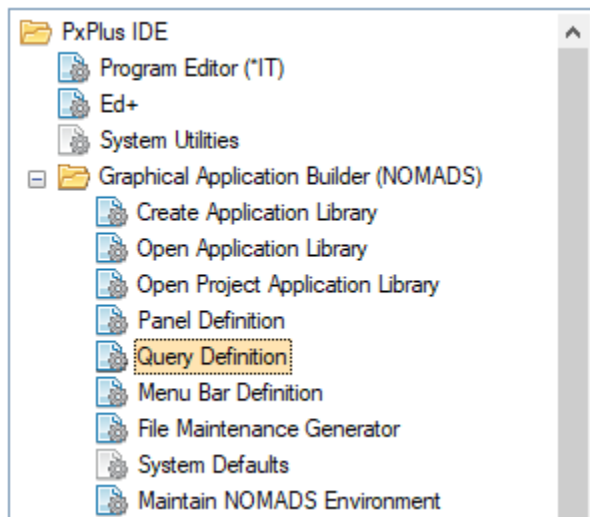 PxPlus IDE
Program Editor (*IT)
Ed+
System Utilities
Graphical Application Builder (NOMADS)
Create Application Library
Open Application Library
Open Project Application Library
Panel Definition
Query Definition
Menu Bar Definition
File Maintenance Generator
System Defaults
Maintain NOMADS Environment